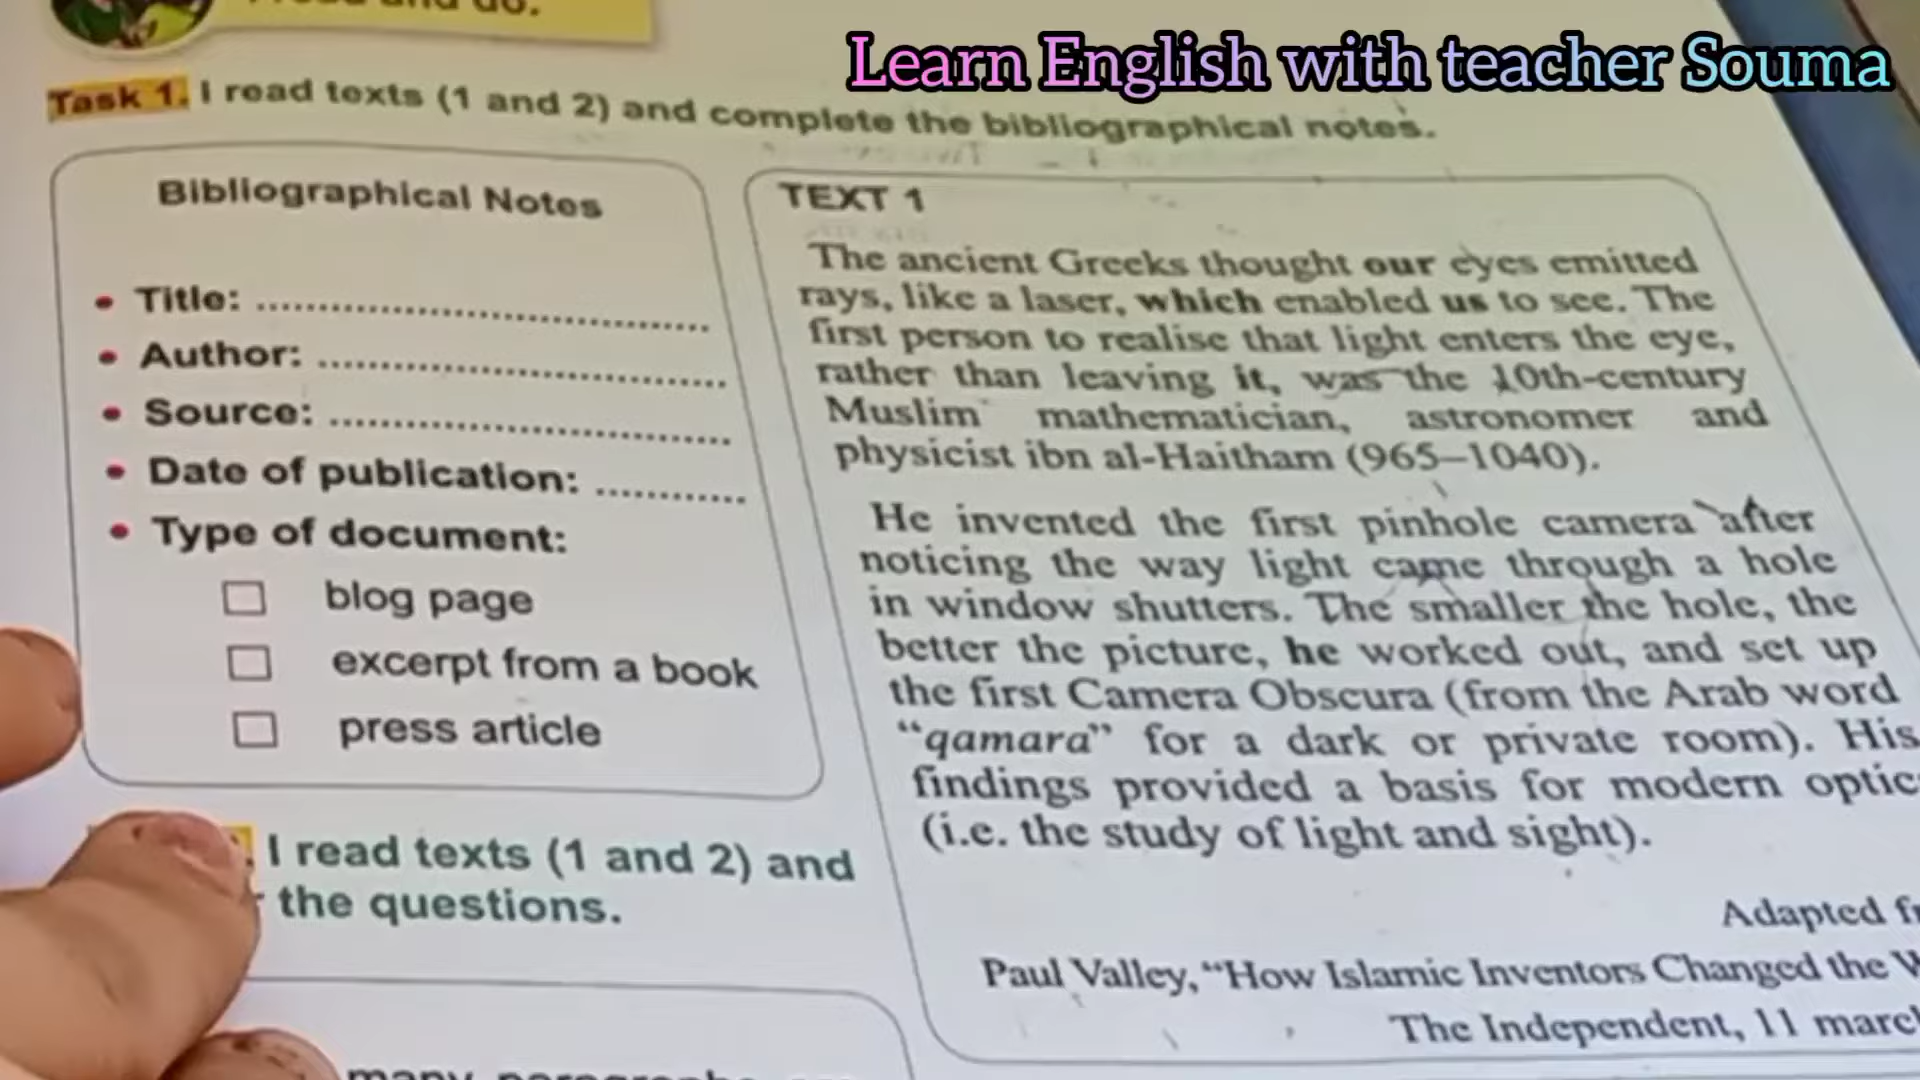 Learn English with teacher Souma
and do.
Task 1. I read texts (1 and 2) and complete the bibliographical notes.
Bibliographical Notes
• Title: ..............................
• Author: ..............................
• Source: ..............................
• Date of publication: ............
• Type of document:
blog page
excerpt from a book
press article
I read texts (1 and 2) and
the questions.
many paragraphs
TEXT 1
The ancient Greeks thought our eyes emitted
rays, like a laser, which enabled us to see. The
first person to realise that light enters the eye,
rather than leaving it, was the 10th-century
Muslim mathematician, astronomer and
physicist ibn al-Haitham (965–1040).
He invented the first pinhole camera after
noticing the way light came through a hole
in window shutters. The smaller the hole, the
better the picture, he worked out, and set up
the first Camera Obscura (from the Arab word
“qamara” for a dark or private room). His
findings provided a basis for modern optic
(i.e. the study of light and sight).
Adapted
Paul Valley, “How Islamic Inventors Changed the
The Independent, 11